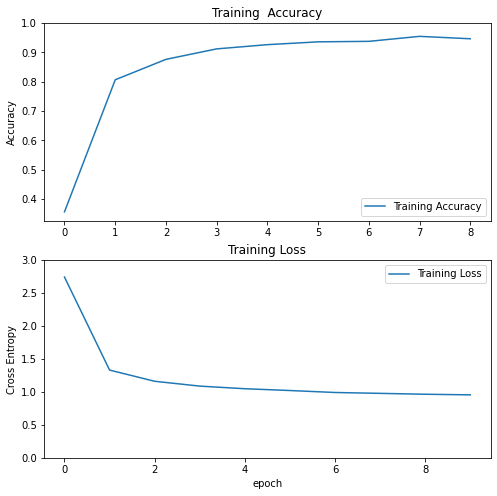 Training  Accuracy
1.0
0.9
0.8
0.7
0.6
0.5
0.4
Accuracy
Training Accuracy
0 1 2 3 4 5 6 7 8
Training Loss
3.0
2.5
2.0
1.5
1.0
0.5
0.0
Cross Entropy
Training Loss
0 2 4 6 8
epoch